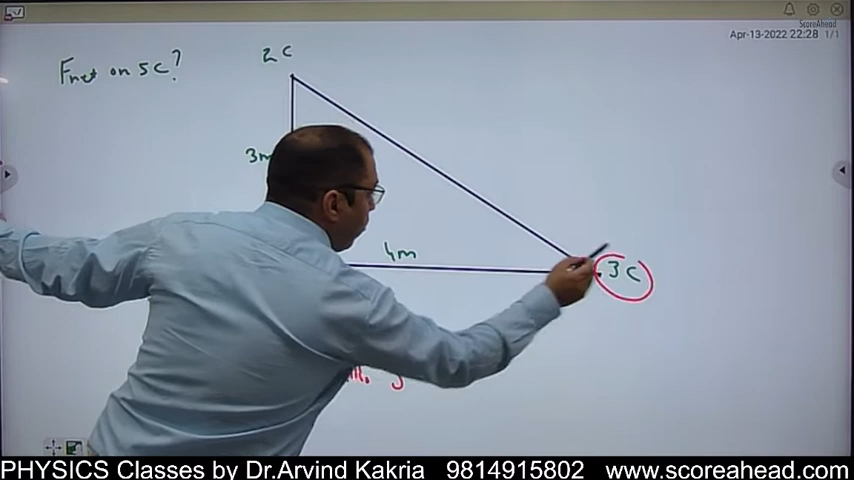 ScoreAhead
Apr-13-2022 22:28 1/1
Fnet on 5C?
2C
3m
4m
3C
PHYSICS Classes by Dr.Arvind Kakria 9814915802 www.scoreahead.com